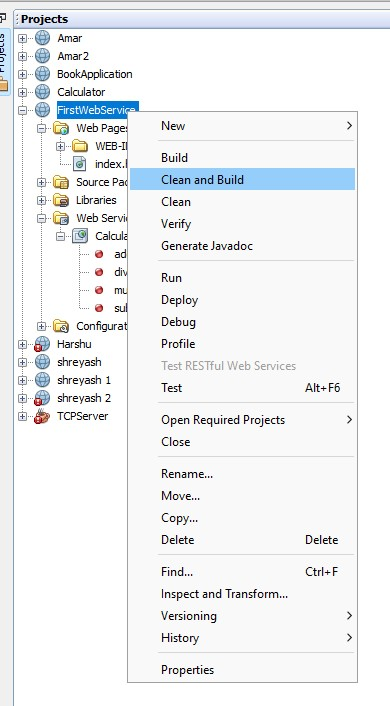 Projects
Projects
Amar
Amar2
BookApplication
Calculator
FirstWebService
Web Pages
WEB-I
index.h
Source Pac
Libraries
Web Servic
Calcula
ad
div
mu
sub
Configurat
Harshu
shreyash
shreyash 1
shreyash 2
TCPServer
New
Build
Clean and Build
Clean
Verify
Generate Javadoc
Run
Deploy
Debug
Profile
Test RESTful Web Services
Test Alt+F6
Open Required Projects
Close
Rename...
Move...
Copy...
Delete Delete
Find... Ctrl+F
Inspect and Transform...
Versioning
History
Properties